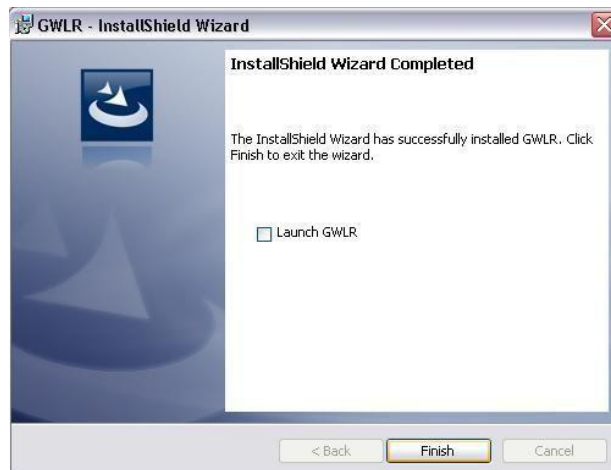 GWLR - InstallShield Wizard
InstallShield Wizard Completed
The InstallShield Wizard has successfully installed GWLR. Click
Finish to exit the wizard.
Launch GWLR
< Back
Finish
Cancel